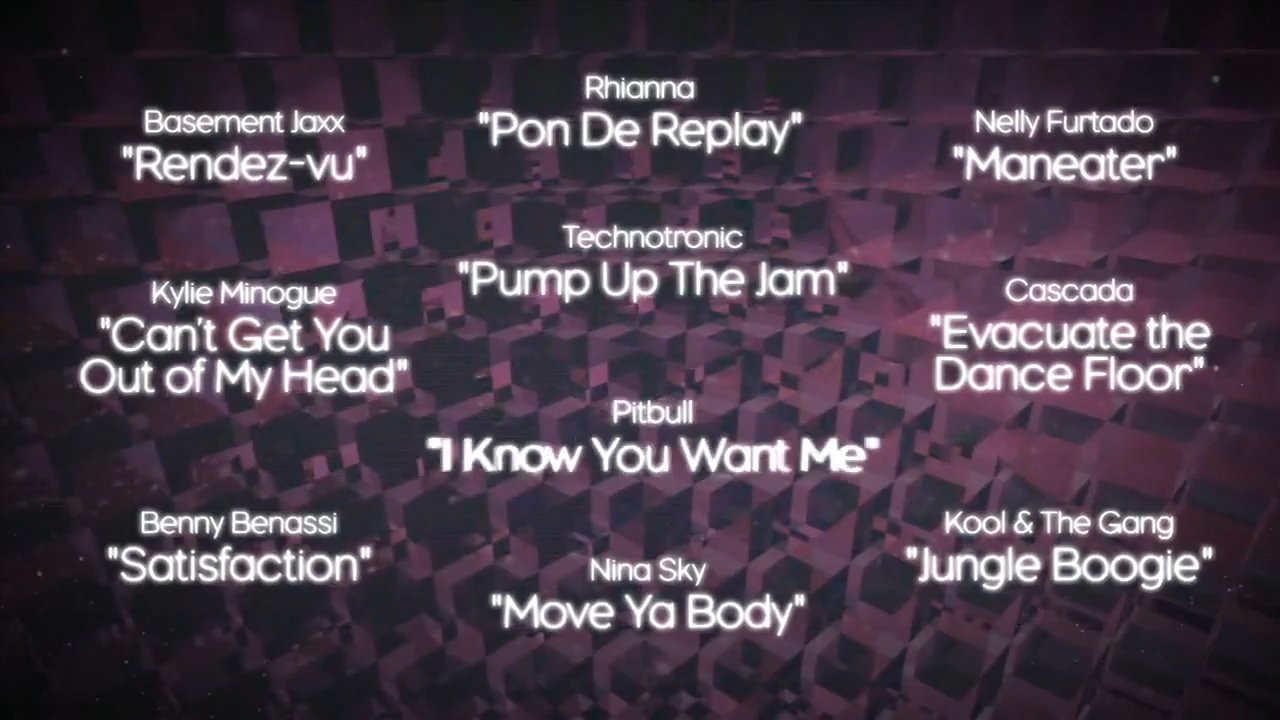 Rhianna
"Pon De Replay"
Basement Jaxx
"Rendez-vu"
Nelly Furtado
"Maneater"
Technotronic
"Pump Up The Jam"
Kylie Minogue
"Can't Get You
Out of My Head"
Cascada
"Evacuate the
Dance Floor"
Pitbull
"I Know You Want Me"
Benny Benassi
"Satisfaction"
Kool & The Gang
"Jungle Boogie"
Nina Sky
"Move Ya Body"